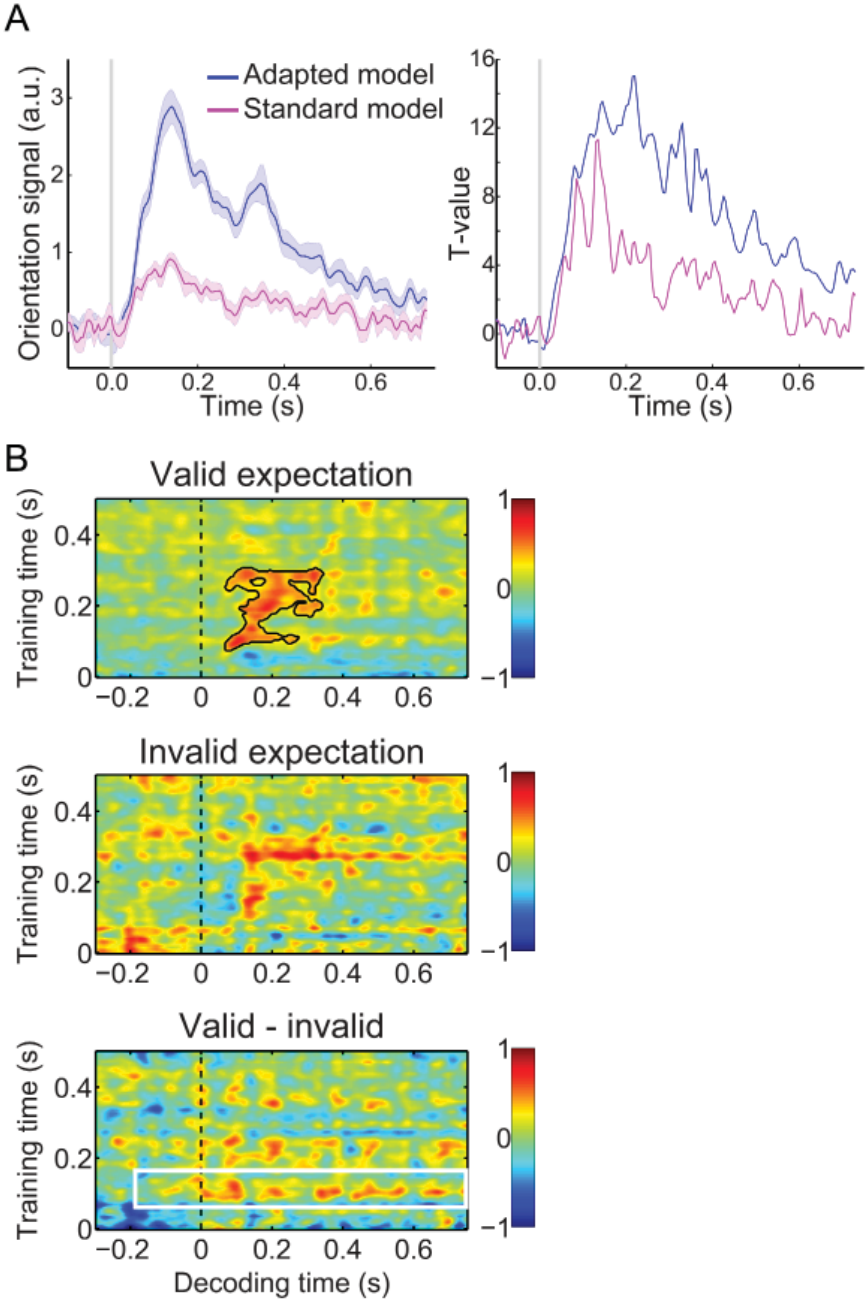 A
Orientation signal (a.u.)
3
2
1
0
Adapted model
Standard model
0.0 0.2 0.4 0.6
Time (s)
T-value
16
12
8
4
0
0.0 0.2 0.4 0.6
Time (s)
B
Valid expectation
Training time (s)
0.4
0.2
0
−0.2 0 0.2 0.4 0.6
1
0
−1
Invalid expectation
Training time (s)
0.4
0.2
0
−0.2 0 0.2 0.4 0.6
1
0
−1
Valid - invalid
Training time (s)
0.4
0.2
0
−0.2 0 0.2 0.4 0.6
1
0
−1
Decoding time (s)